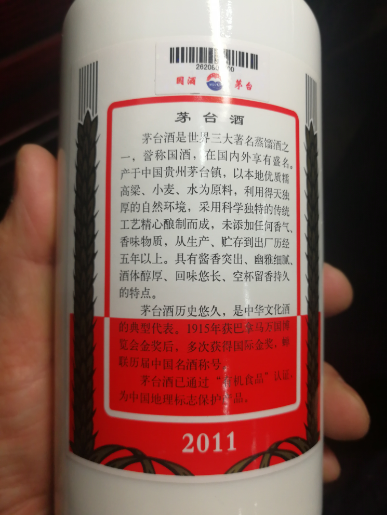 国酒 茅台
茅台酒
茅台酒是世界三大著名蒸馏酒之
一，誉称国酒，在国内外享有盛名。
产于中国贵州茅台镇，以本地优质糯
高粱、小麦、水为原料，利用得天独
厚的自然环境，采用科学独特的传统
工艺精心酿制而成，未添加任何香气、
香味物质，从生产、贮存到出厂历经
五年以上。具有酱香突出、幽雅细腻、
酒体醇厚、回味悠长、空杯留香持久
的特点。
茅台酒历史悠久，是中华文化酒
的典型代表。1915年获巴拿马万国博
览会金奖后，多次获得国际金奖，蝉
联历届中国名酒称号。
茅台酒已通过“有机食品”认证
为中国地理标志保护产品。
2011